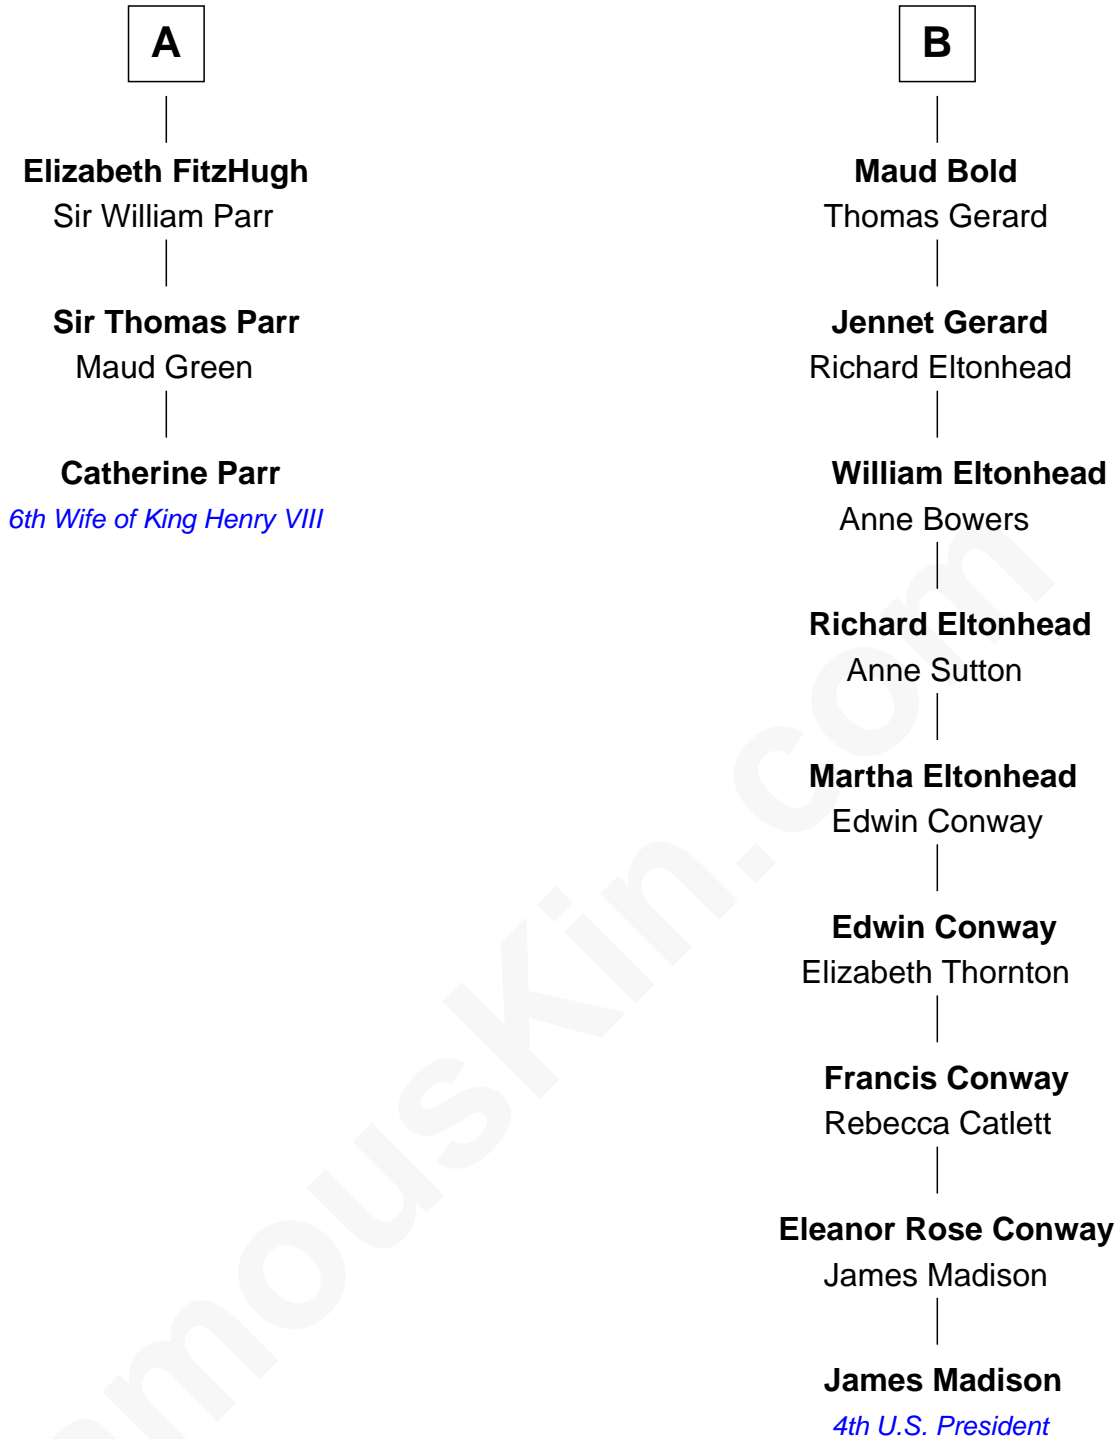 A
Elizabeth FitzHugh
Sir William Parr
Sir Thomas Parr
Maud Green
Catherine Parr
6th Wife of King Henry VIII
B
Maud Bold
Thomas Gerard
Jennet Gerard
Richard Eltonhead
William Eltonhead
Anne Bowers
Richard Eltonhead
Anne Sutton
Martha Eltonhead
Edwin Conway
Edwin Conway
Elizabeth Thornton
Francis Conway
Rebecca Catlett
Eleanor Rose Conway
James Madison
James Madison
4th U.S. President
amouskin.com